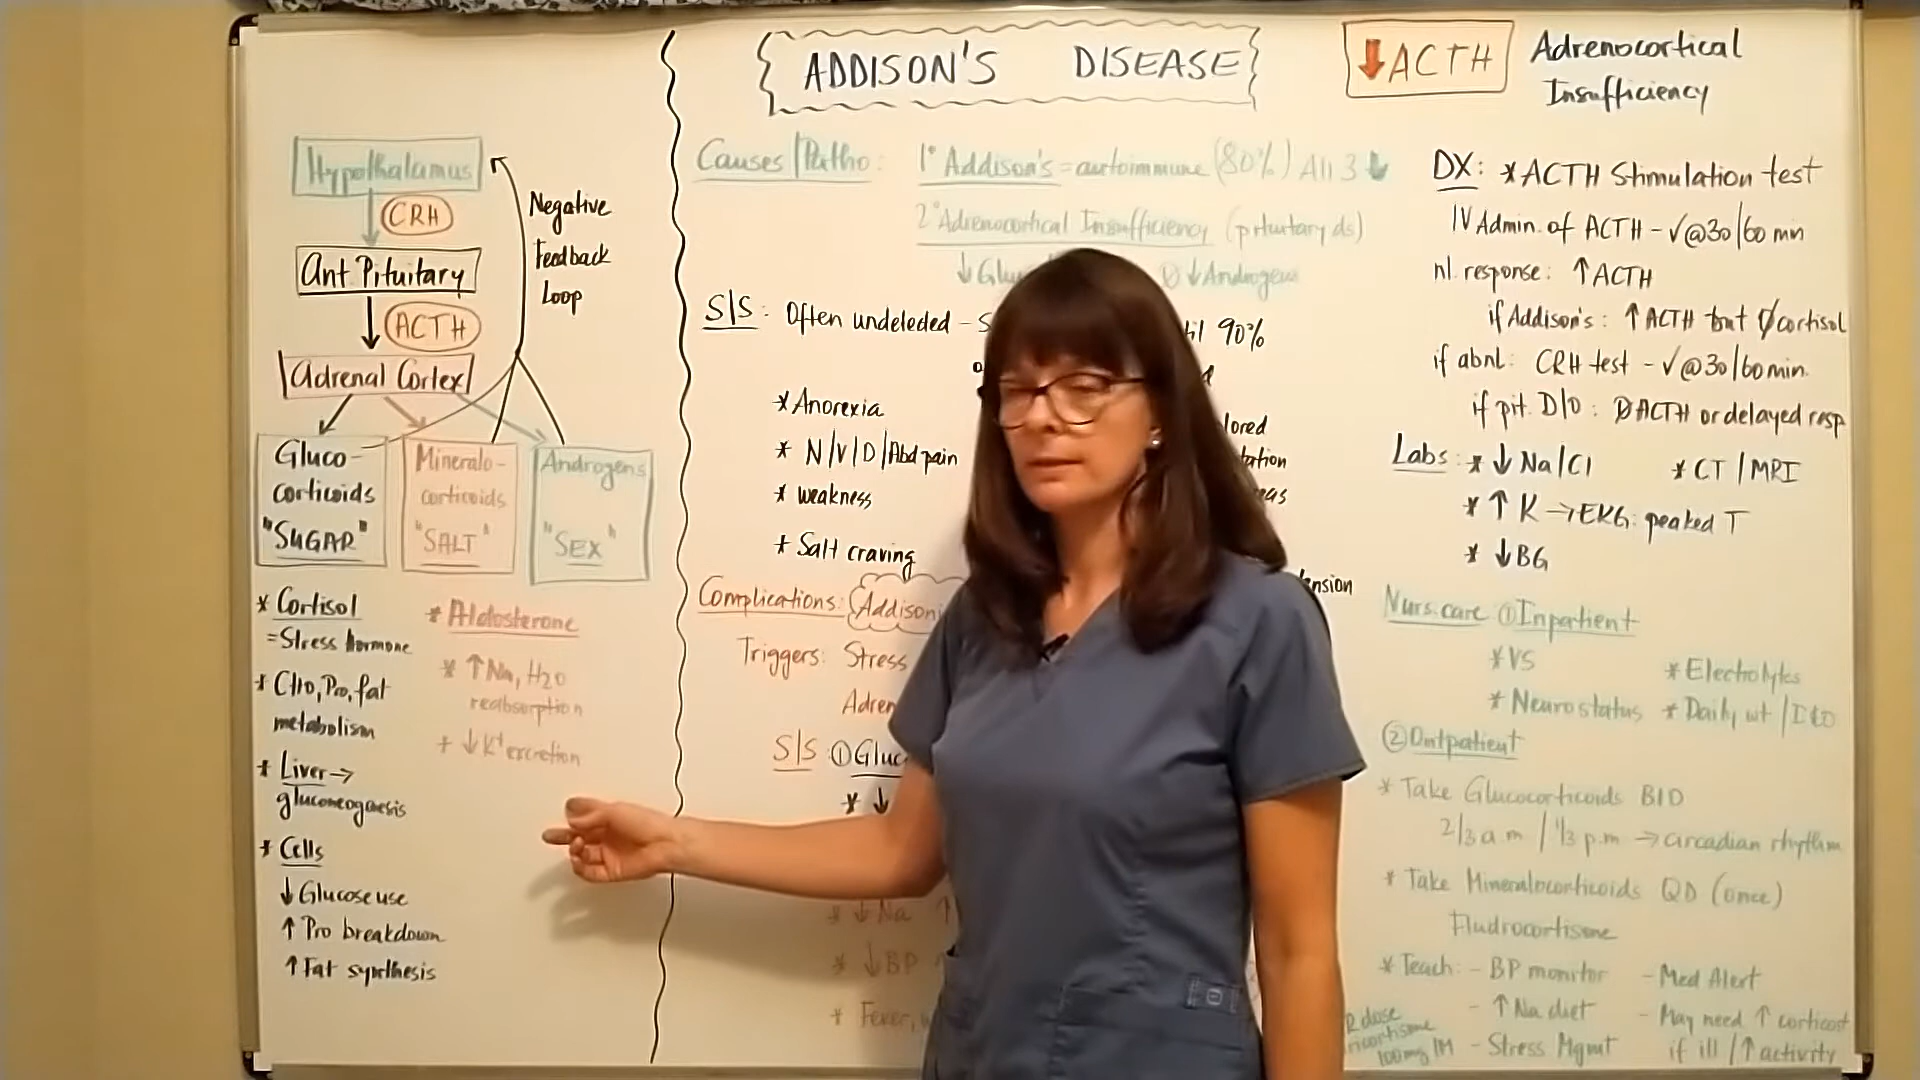 ADDISON'S DISEASE
↓ACTH
Adrenocortical
Insufficiency
Hypothalamus
CRH
Ant. Pituitary
ACTH
Adrenal Cortex
Negative
Feedback
Loop
Gluco-
corticoids
"SUGAR"
Mineralo-
corticoids
"SALT"
Androgens
"SEX"
* Cortisol
= Stress hormone
* CHO, Pro, fat
metabolism
* Liver →
gluconeogenesis
* Cells
↓ Glucose use
↑ Pro breakdown
↑ Fat synthesis
* Aldosterone
* ↑ Na, H2O
reabsorption
* ↓ K+ excretion
Causes/Patho:
1° Addison's = autoimmune (80%) All 3 ↓
2° Adrenocortical Insufficiency (pituitary ds)
↓ Androgens
S/S: Often undeleded -
90%
* Anorexia
* N/V/D/Abd pain
* weakness
* Salt craving
Complications:
Triggers: Stress
S/S ①
* ↓
* ↓ Na ↑
* ↓ BP
* Fever,
DX: * ACTH Stimulation test
IV Admin. of ACTH - √@30/60 min
nl. response: ↑ ACTH
if Addison's: ↑ ACTH but Ø cortisol
if abnl: CRH test - √@30/60 min.
if pit. D/O: Ø ACTH or delayed resp
Labs: * ↓ Na/Cl * CT/MRI
* ↑ K → EKG: peaked T
* ↓ BG
Nurs. care ① Inpatient
* VS * Electrolytes
* Neurostatus * Daily wt/I&O
② Outpatient
* Take Glucocorticoids BID
2/3 a.m / 1/3 p.m → circadian rhythm
* Take Mineralocorticoids QD (once)
Fludrocortisone
* Teach: - BP monitor - Med Alert
- ↑ Na diet - May need ↑ corticost
- Stress Mgmt if ill/↑ activity
dose
100mg IM